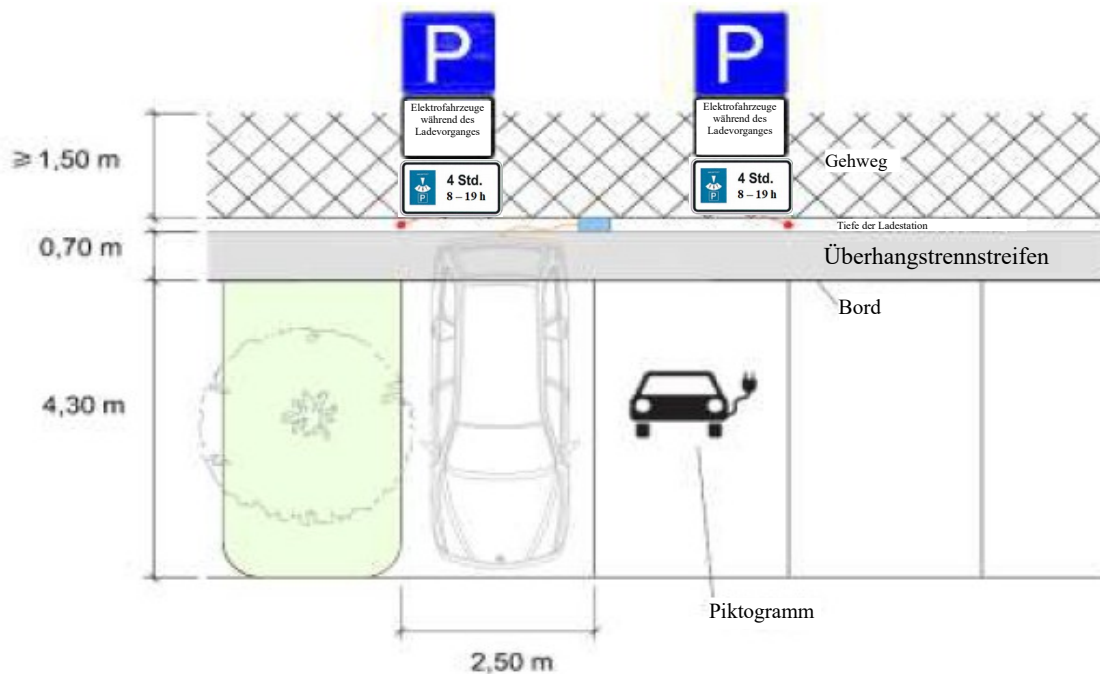 P
P
Elektrofahrzeuge
während des
Ladevorganges
Elektrofahrzeuge
während des
Ladevorganges
≥ 1,50 m
Gehweg
4 Std.
8 – 19 h
P
4 Std.
8 – 19 h
P
Tiefe der Ladestation
0,70 m
Überhangstrennstreifen
Bord
4,30 m
Piktogramm
2,50 m